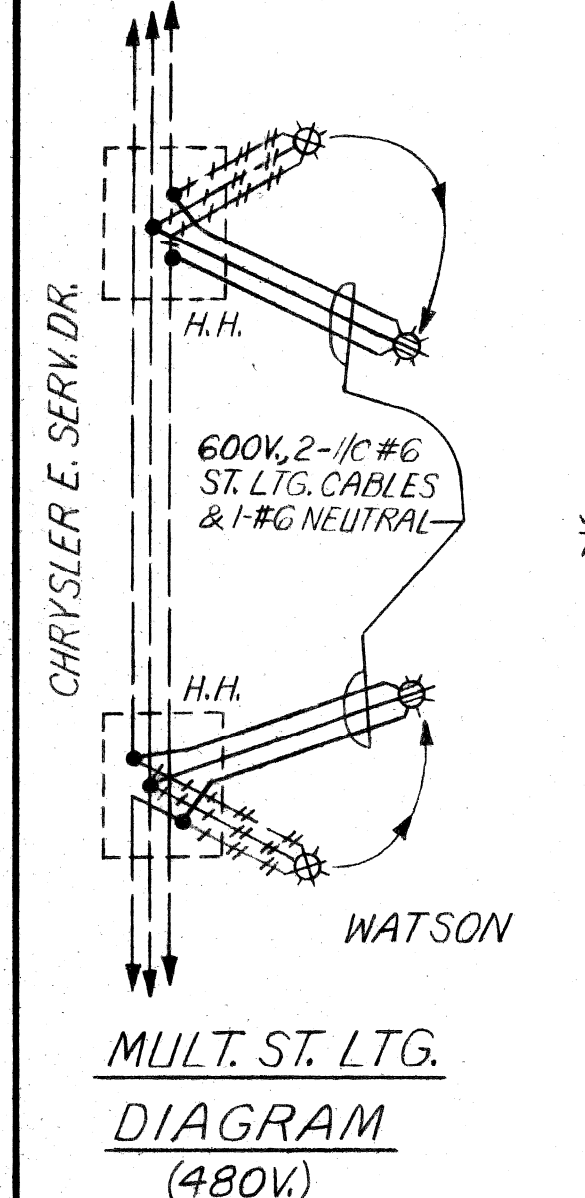 CHRYSLER E. SERV. DR.
H.H.
600V., 2-1/C #6
ST. LTG. CABLES
& 1-#6 NEUTRAL
H.H.
WATSON
MULT. ST. LTG.
DIAGRAM
(480V.)